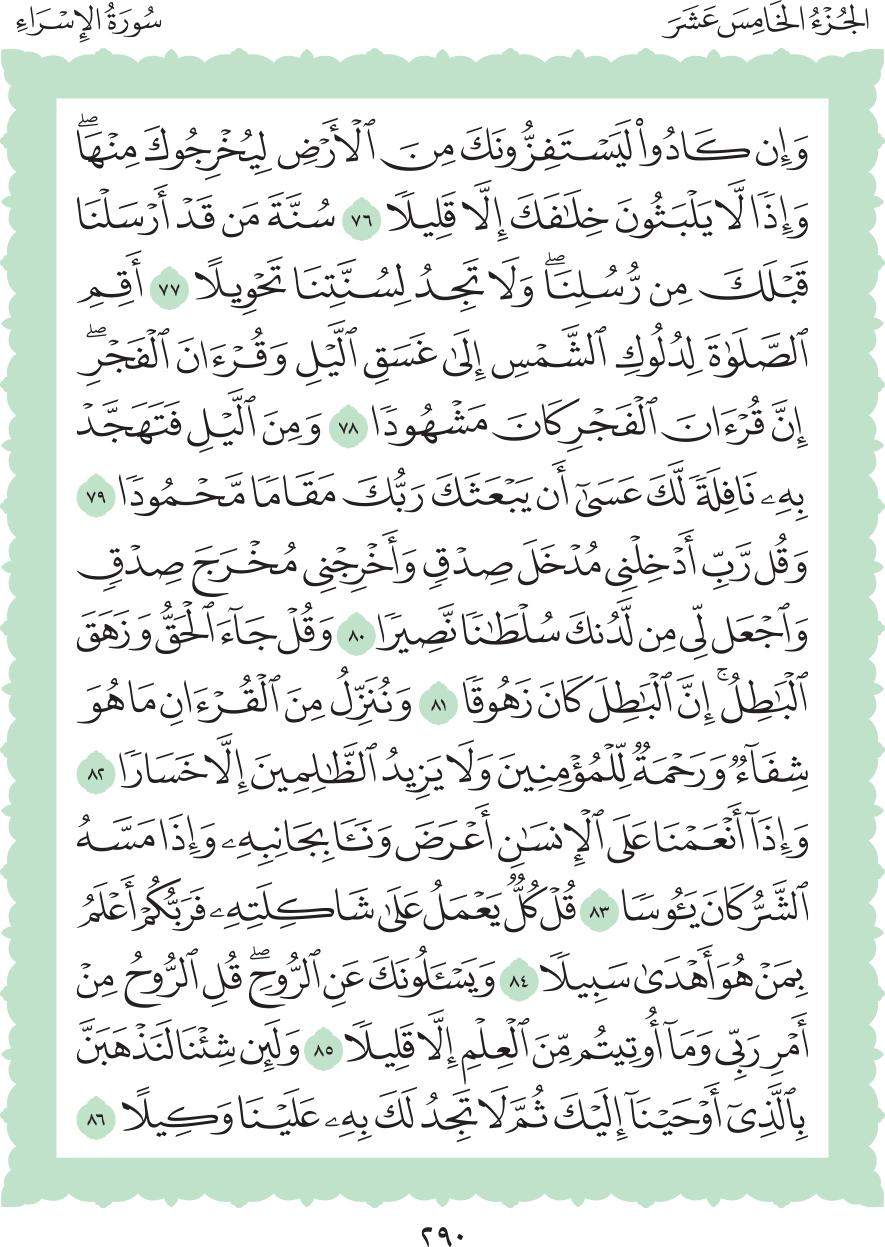 الجُزْءُ الخَامِسَ عَشَرَ
سُورَةُ الإِسْرَاءِ
وَإِن كَادُوا۟ لَيَسْتَفِزُّونَكَ مِنَ ٱلْأَرْضِ لِيُخْرِجُوكَ مِنْهَا ۖ
وَإِذًا لَّا يَلْبَثُونَ خِلَـٰفَكَ إِلَّا قَلِيلًا ٧٦ سُنَّةَ مَن قَدْ أَرْسَلْنَا
قَبْلَكَ مِن رُّسُلِنَا ۖ وَلَا تَجِدُ لِسُنَّتِنَا تَحْوِيلًا ٧٧ أَقِمِ
ٱلصَّلَوٰةَ لِدُلُوكِ ٱلشَّمْسِ إِلَىٰ غَسَقِ ٱلَّيْلِ وَقُرْءَانَ ٱلْفَجْرِ ۖ
إِنَّ قُرْءَانَ ٱلْفَجْرِ كَانَ مَشْهُودًا ٧٨ وَمِنَ ٱلَّيْلِ فَتَهَجَّدْ
بِهِۦ نَافِلَةً لَّكَ عَسَىٰٓ أَن يَبْعَثَكَ رَبُّكَ مَقَامًا مَّحْمُودًا ٧٩
وَقُل رَّبِّ أَدْخِلْنِى مُدْخَلَ صِدْقٍ وَأَخْرِجْنِى مُخْرَجَ صِدْقٍ
وَٱجْعَل لِّى مِن لَّدُنكَ سُلْطَـٰنًا نَّصِيرًا ٨٠ وَقُلْ جَآءَ ٱلْحَقُّ وَزَهَقَ
ٱلْبَـٰطِلُ ۚ إِنَّ ٱلْبَـٰطِلَ كَانَ زَهُوقًا ٨١ وَنُنَزِّلُ مِنَ ٱلْقُرْءَانِ مَا هُوَ
شِفَآءٌ وَرَحْمَةٌ لِّلْمُؤْمِنِينَ وَلَا يَزِيدُ ٱلظَّـٰلِمِينَ إِلَّا خَسَارًا ٨٢
وَإِذَآ أَنْعَمْنَا عَلَى ٱلْإِنسَـٰنِ أَعْرَضَ وَنَـَٔا بِجَانِبِهِۦ وَإِذَا مَسَّهُ
ٱلشَّرُّ كَانَ يَـُٔوسًا ٨٣ قُلْ كُلٌّ يَعْمَلُ عَلَىٰ شَاكِلَتِهِۦ فَرَبُّكُمْ أَعْلَمُ
بِمَنْ هُوَ أَهْدَىٰ سَبِيلًا ٨٤ وَيَسْـَٔلُونَكَ عَنِ ٱلرُّوحِ ۖ قُلِ ٱلرُّوحُ مِنْ
أَمْرِ رَبِّى وَمَآ أُوتِيتُم مِّنَ ٱلْعِلْمِ إِلَّا قَلِيلًا ٨٥ وَلَئِن شِئْنَا لَنَذْهَبَنَّ
بِٱلَّذِىٓ أَوْحَيْنَآ إِلَيْكَ ثُمَّ لَا تَجِدُ لَكَ بِهِۦ عَلَيْنَا وَكِيلًا ٨٦
٢٩٠